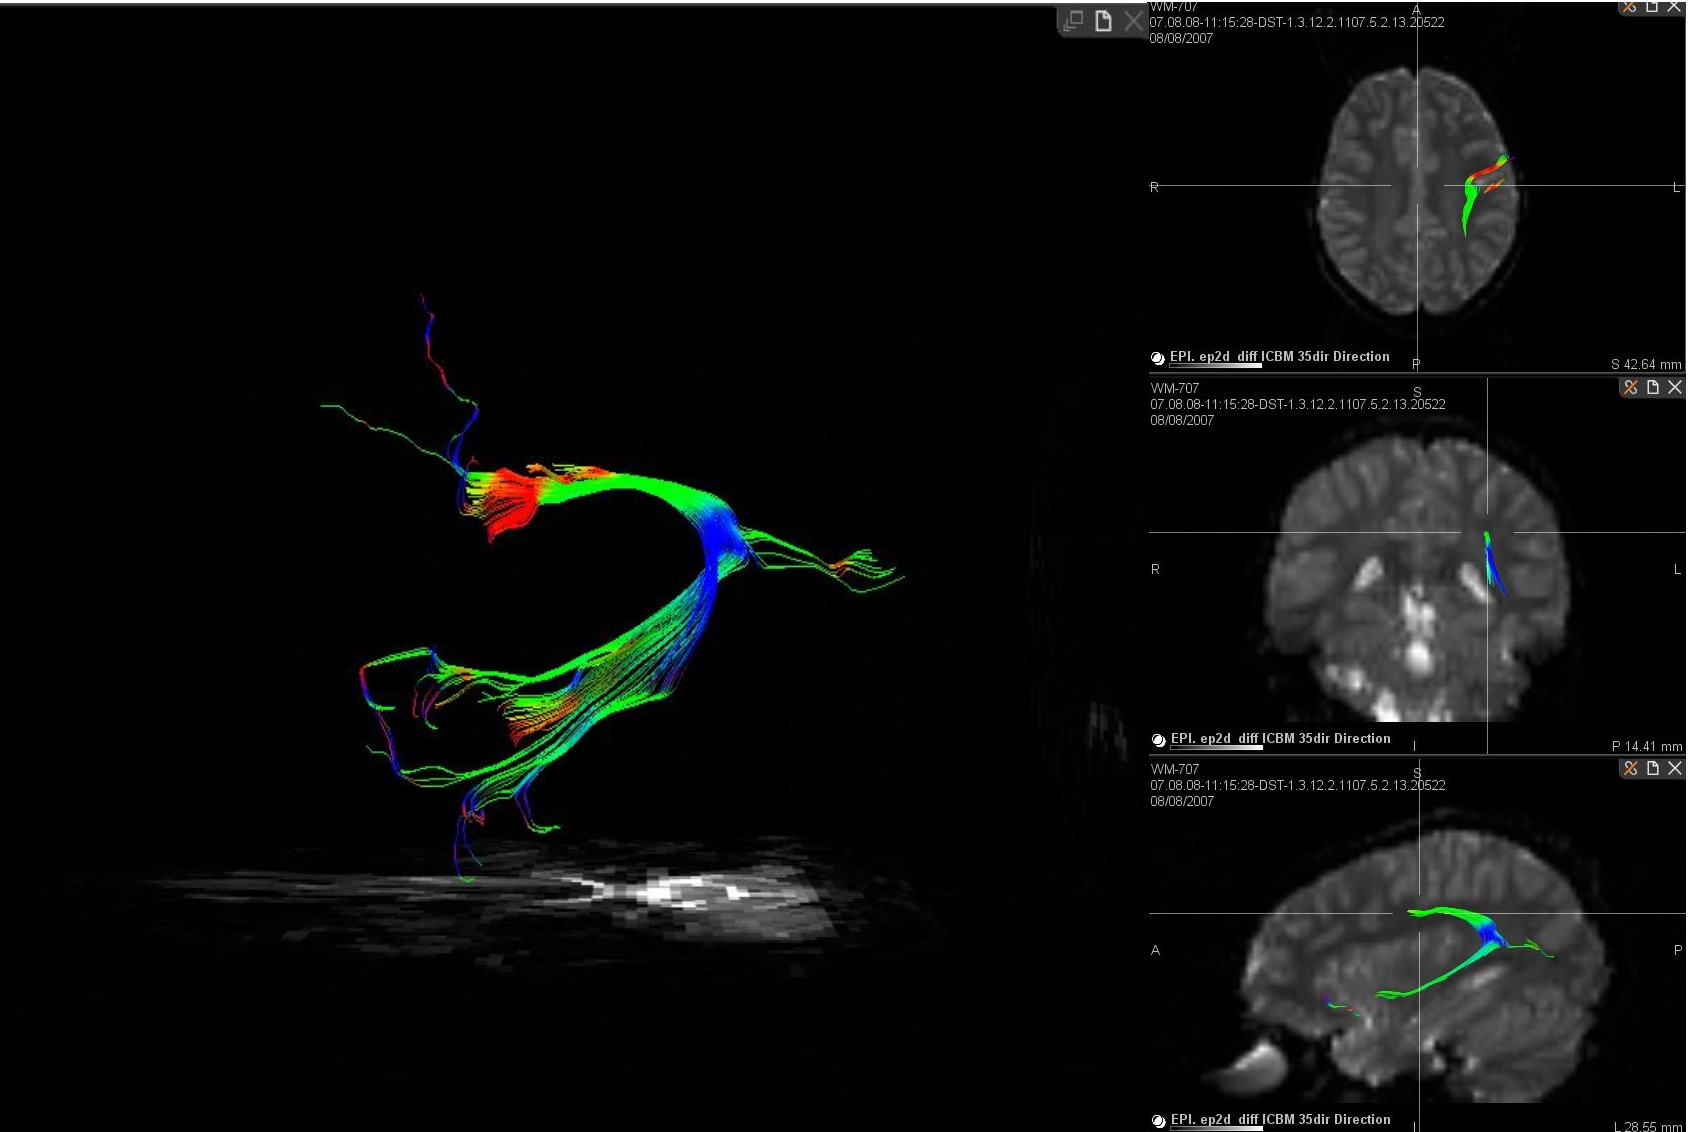 WM-707
07.08.08-11:15:28-DST-1.3.12.2.1107.5.2.13.20522
08/08/2007
A
R
L
EPI. ep2d_diff ICBM 35dir Direction
P
S 42.64 mm
WM-707
07.08.08-11:15:28-DST-1.3.12.2.1107.5.2.13.20522
08/08/2007
S
R
L
EPI. ep2d_diff ICBM 35dir Direction
I
P 14.41 mm
WM-707
07.08.08-11:15:28-DST-1.3.12.2.1107.5.2.13.20522
08/08/2007
S
A
P
EPI. ep2d_diff ICBM 35dir Direction
I
L 28.55 mm